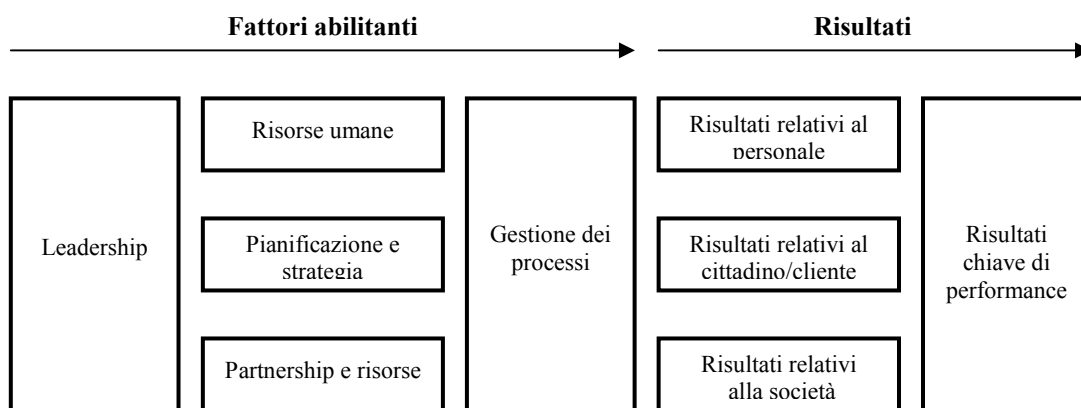 Fattori abilitanti
Risultati
Leadership
Risorse umane
Pianificazione e
strategia
Partnership e risorse
Gestione dei
processi
Risultati relativi al
personale
Risultati relativi al
cittadino/cliente
Risultati relativi
alla società
Risultati
chiave di
performance